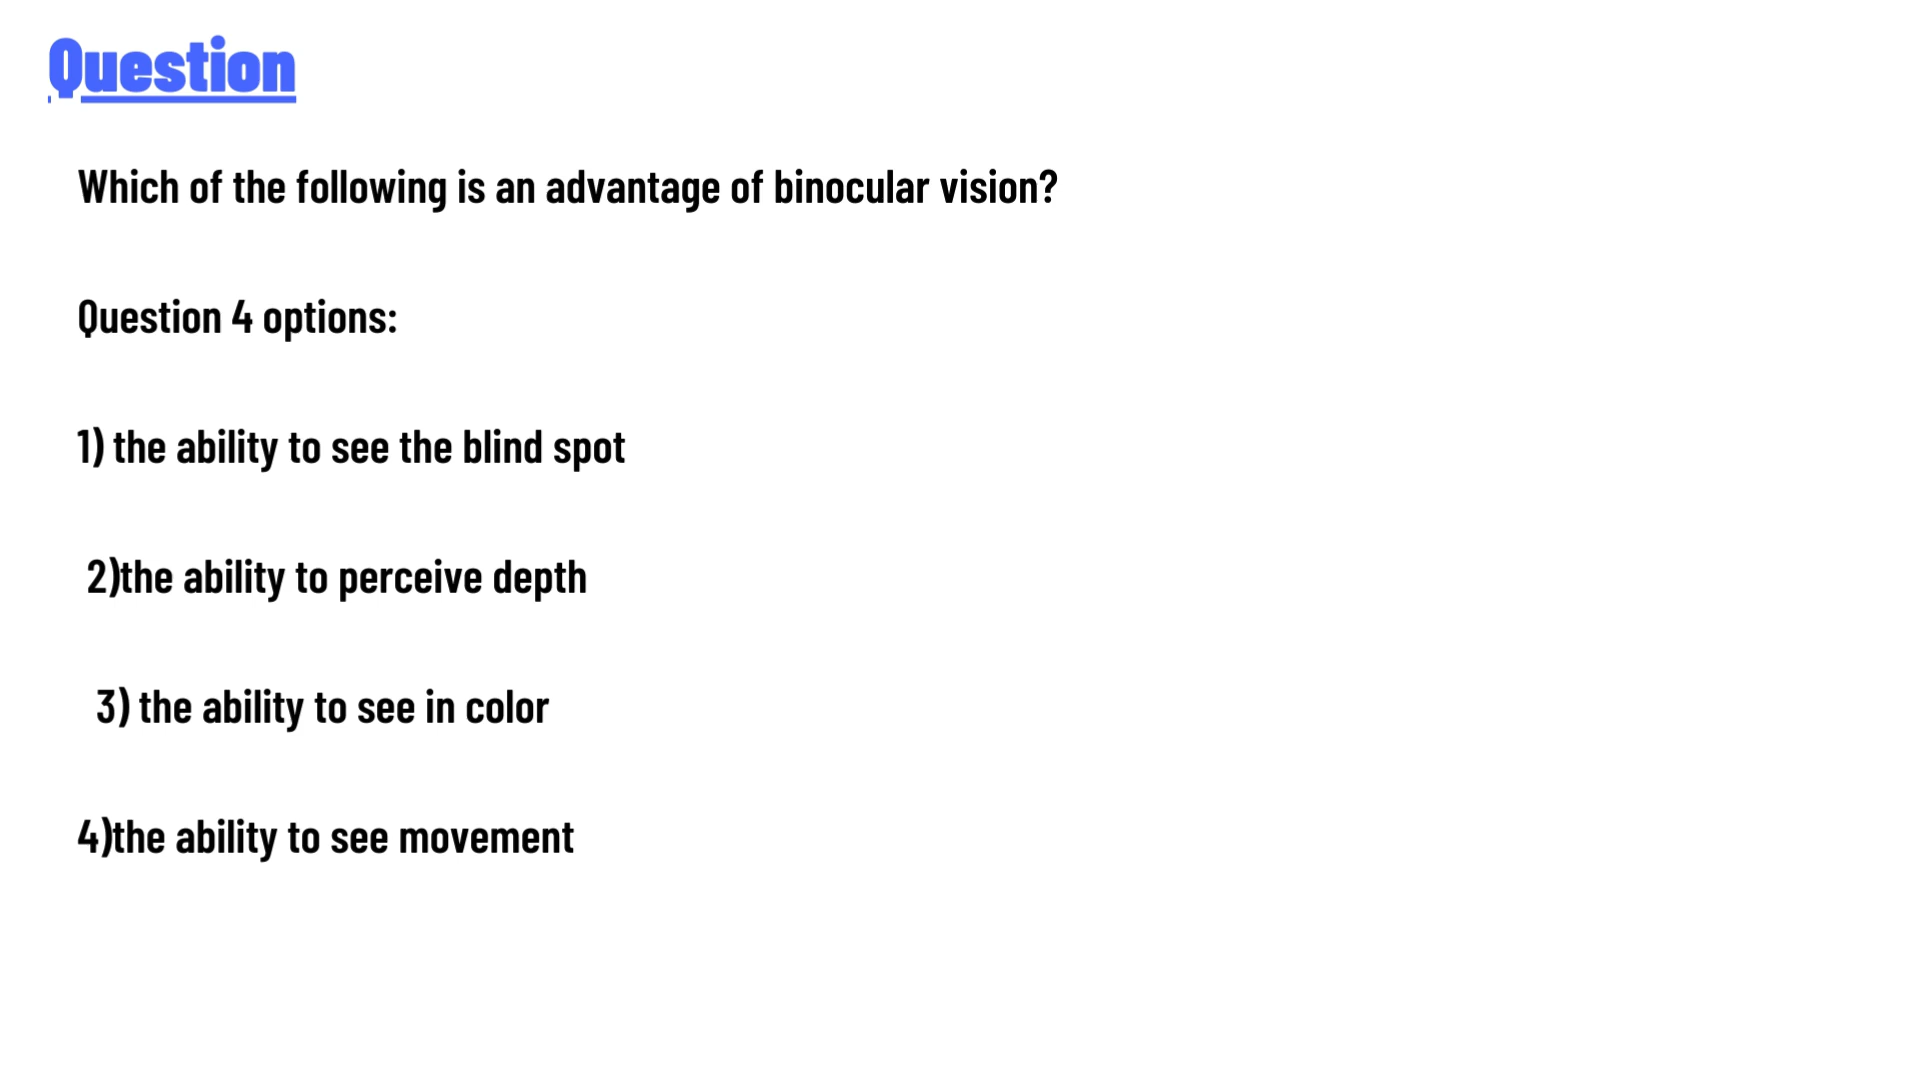 Question
Which of the following is an advantage of binocular vision?
Question 4 options:
1) the ability to see the blind spot
2)the ability to perceive depth
3) the ability to see in color
4)the ability to see movement